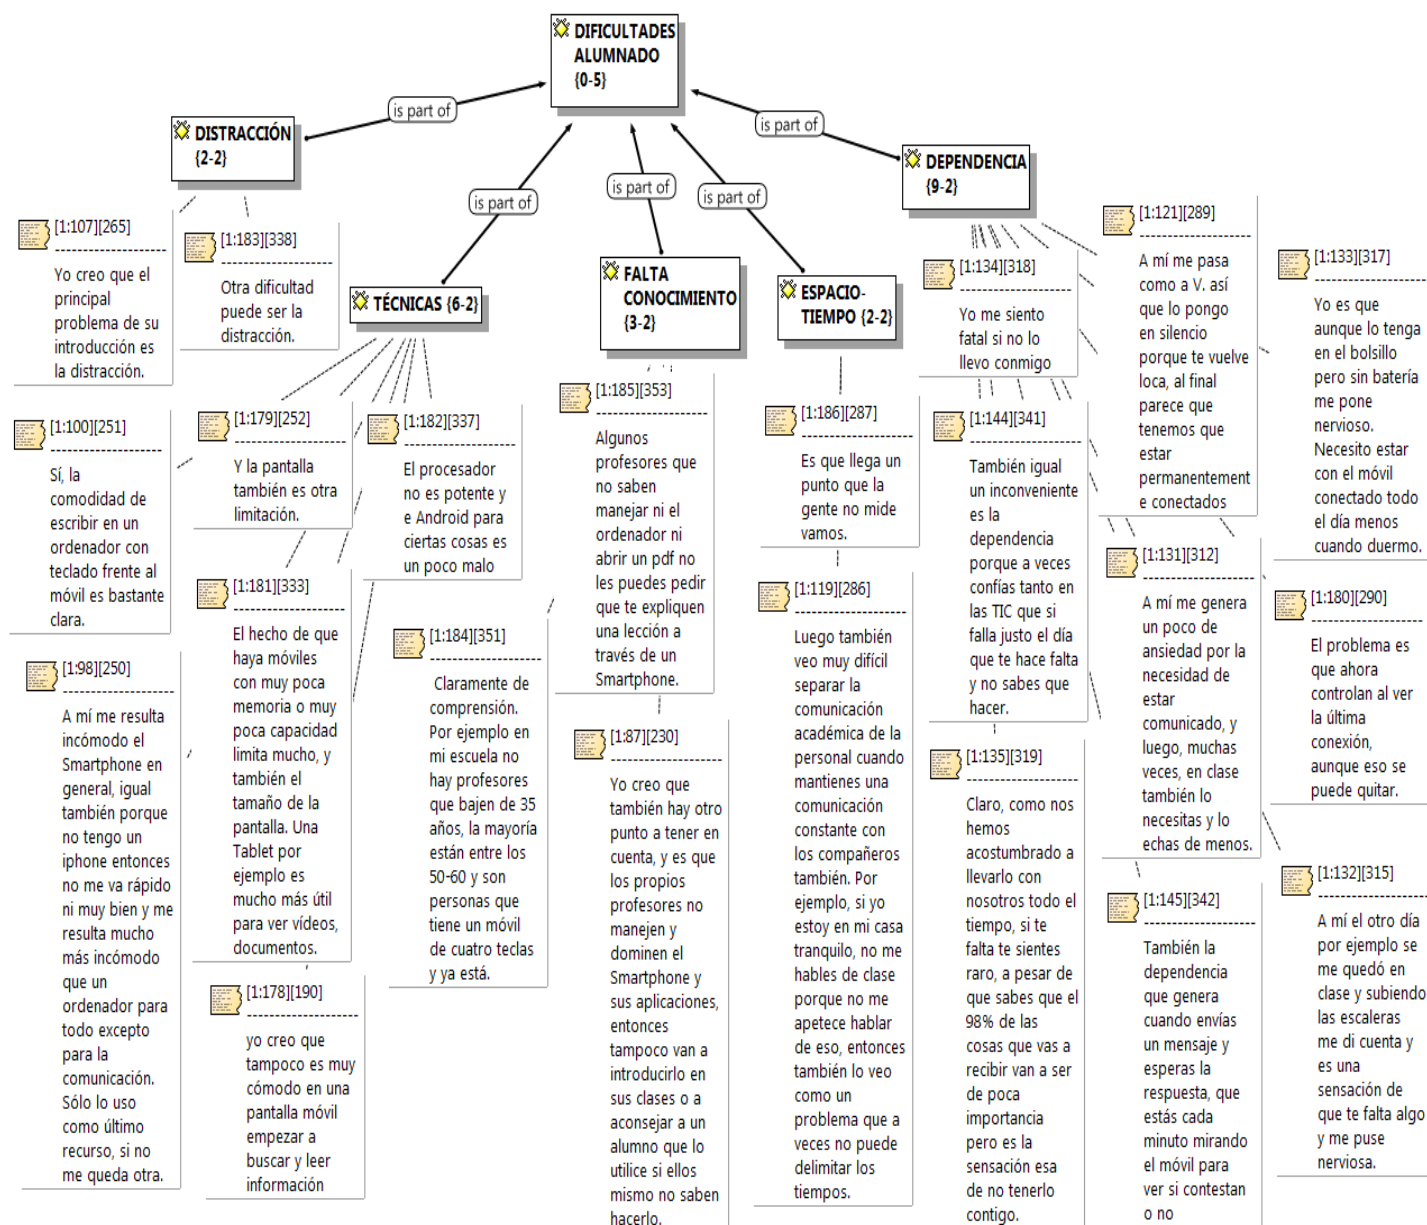 DIFICULTADES
ALUMNADO
{0-5}
is part of
is part of
is part of
is part of
is part of
DISTRACCIÓN
{2-2}
DEPENDENCIA
{9-2}
TÉCNICAS {6-2}
FALTA
CONOCIMIENTO
{3-2}
ESPACIO-
TIEMPO {2-2}
[1:107][265]
Yo creo que el
principal
problema de su
introducción es
la distracción.
[1:183][338]
Otra dificultad
puede ser la
distracción.
[1:100][251]
Sí, la
comodidad de
escribir en un
ordenador con
teclado frente al
móvil es bastante
clara.
[1:179][252]
Y la pantalla
también es otra
limitación.
[1:182][337]
El procesador
no es potente y
e Android para
ciertas cosas es
un poco malo
[1:98][250]
A mí me resulta
incómodo el
Smartphone en
general, igual
también porque
no tengo un
iphone entonces
no me va rápido
ni muy bien y me
resulta mucho
más incómodo
que un
ordenador para
todo excepto
para la
comunicación.
Sólo lo uso
como último
recurso, si no
me queda otra.
[1:181][333]
El hecho de que
haya móviles
con muy poca
memoria o muy
poca capacidad
limita mucho, y
también el
tamaño de la
pantalla. Una
Tablet por
ejemplo es
mucho más útil
para ver vídeos,
documentos.
[1:178][190]
yo creo que
tampoco es muy
cómodo en una
pantalla móvil
empezar a
buscar y leer
información
[1:184][351]
Claramente de
comprensión.
Por ejemplo en
mi escuela no
hay profesores
que bajen de 35
años, la mayoría
están entre los
50-60 y son
personas que
tiene un móvil
de cuatro teclas
y ya está.
[1:185][353]
Algunos
profesores que
no saben
manejar ni el
ordenador ni
abrir un pdf no
les puedes pedir
que te expliquen
una lección a
través de un
Smartphone.
[1:87][230]
Yo creo que
también hay otro
punto a tener en
cuenta, y es que
los propios
profesores no
manejen y
dominen el
Smartphone y
sus aplicaciones,
entonces
tampoco van a
introducirlo en
sus clases o a
aconsejar a un
alumno que lo
utilice si ellos
mismo no saben
hacerlo.
[1:186][287]
Es que llega un
punto que la
gente no mide
vamos.
[1:119][286]
Luego también
veo muy difícil
separar la
comunicación
académica de la
personal cuando
mantienes una
comunicación
constante con
los compañeros
también. Por
ejemplo, si yo
estoy en mi casa
tranquilo, no me
hables de clase
porque no me
apetece hablar
de eso, entonces
también lo veo
como un
problema que a
veces no puede
delimitar los
tiempos.
[1:134][318]
Yo me siento
fatal si no lo
llevo conmigo
[1:144][341]
También igual
un inconveniente
es la
dependencia
porque a veces
confías tanto en
las TIC que si
falla justo el día
que te hace falta
y no sabes que
hacer.
[1:135][319]
Claro, como nos
hemos
acostumbrado a
llevarlo con
nosotros todo el
tiempo, si te
falta te sientes
raro, a pesar de
que sabes que el
98% de las
cosas que vas a
recibir van a ser
de poca
importancia
pero es la
sensación esa
de no tenerlo
contigo.
[1:121][289]
A mí me pasa
como a V. así
que lo pongo
en silencio
porque te vuelve
loca, al final
parece que
tenemos que
estar
permanentement
e conectados
[1:131][312]
A mí me genera
un poco de
ansiedad por la
necesidad de
estar
comunicado, y
luego, muchas
veces, en clase
también lo
necesitas y lo
echas de menos.
[1:145][342]
También la
dependencia
que genera
cuando envías
un mensaje y
esperas la
respuesta, que
estás cada
minuto mirando
el móvil para
ver si contestan
o no
[1:133][317]
Yo es que
aunque lo tenga
en el bolsillo
pero sin batería
me pone
nervioso.
Necesito estar
con el móvil
conectado todo
el día menos
cuando duermo.
[1:180][290]
El problema es
que ahora
controlan al ver
la última
conexión,
aunque eso se
puede quitar.
[1:132][315]
A mí el otro día
por ejemplo se
me quedó en
clase y subiendo
las escaleras
me di cuenta y
es una
sensación de
que te falta algo
y me puse
nerviosa.